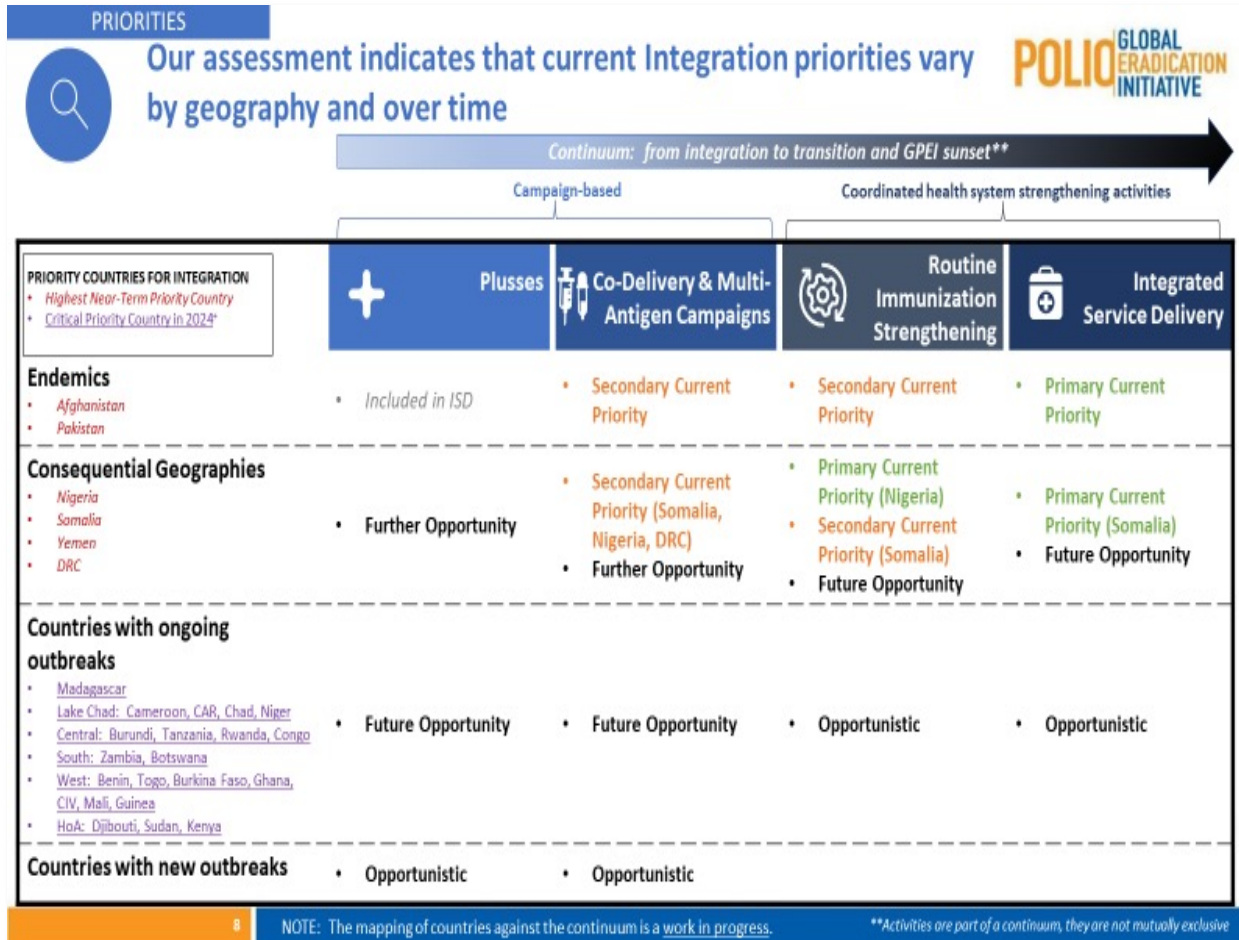 PRIORITIES
Our assessment indicates that current Integration priorities vary
by geography and over time
POLIO GLOBAL
ERADICATION
INITIATIVE
Continuum: from integration to transition and GPEI sunset**
Campaign-based
Coordinated health system strengthening activities
PRIORITY COUNTRIES FOR INTEGRATION
• Highest Near-Term Priority Country
• Critical Priority Country in 2024*
Plusses
Co-Delivery & Multi-
Antigen Campaigns
Routine
Immunization
Strengthening
Integrated
Service Delivery
Endemics
• Afghanistan
• Pakistan
• Included in ISD
• Secondary Current
Priority
• Secondary Current
Priority
• Primary Current
Priority
Consequential Geographies
• Nigeria
• Somalia
• Yemen
• DRC
• Further Opportunity
• Secondary Current
Priority (Somalia,
Nigeria, DRC)
• Further Opportunity
• Primary Current
Priority (Nigeria)
• Secondary Current
Priority (Somalia)
• Future Opportunity
• Primary Current
Priority (Somalia)
• Future Opportunity
Countries with ongoing
outbreaks
• Madagascar
• Lake Chad: Cameroon, CAR, Chad, Niger
• Central: Burundi, Tanzania, Rwanda, Congo
• South: Zambia, Botswana
• West: Benin, Togo, Burkina Faso, Ghana,
CIV, Mali, Guinea
• HoA: Djibouti, Sudan, Kenya
• Future Opportunity
• Future Opportunity
• Opportunistic
• Opportunistic
Countries with new outbreaks
• Opportunistic
• Opportunistic
8
NOTE: The mapping of countries against the continuum is a work in progress.
**Activities are part of a continuum, they are not mutually exclusive